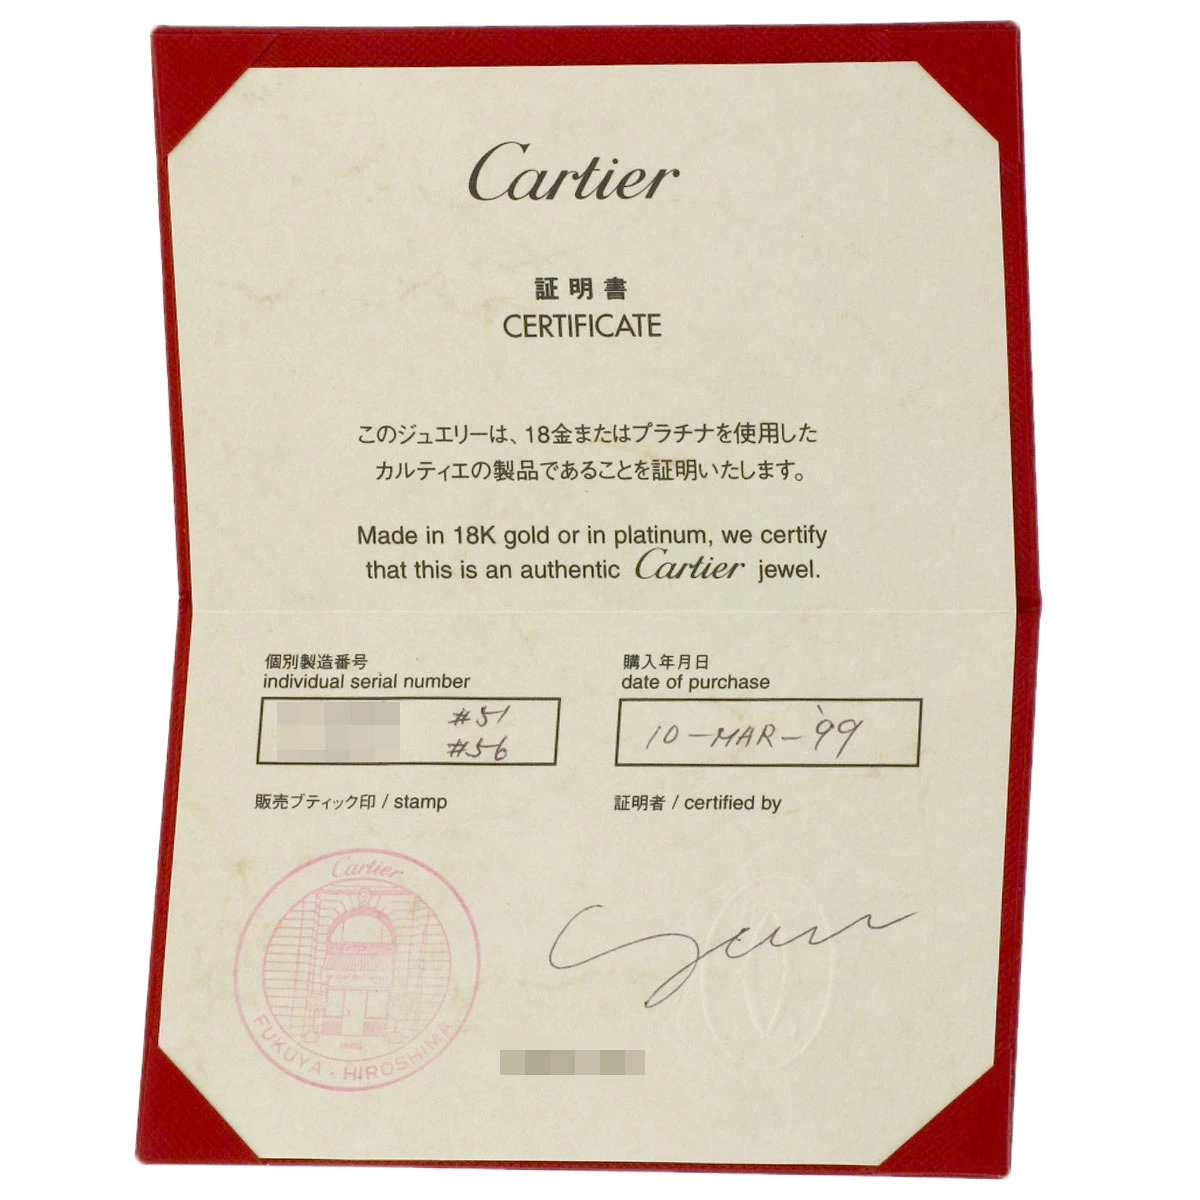 Cartier
証明書
CERTIFICATE
このジュエリーは、18金またはプラチナを使用した
カルティエの製品であることを証明いたします。
Made in 18K gold or in platinum, we certify
that this is an authentic Cartier jewel.
個別製造番号
individual serial number
#51
#56
購入年月日
date of purchase
10-MAR-'99
販売ブティック印 / stamp
証明者 / certified by
Cartier
Cartier
FUKUYA・HIROSHIMA